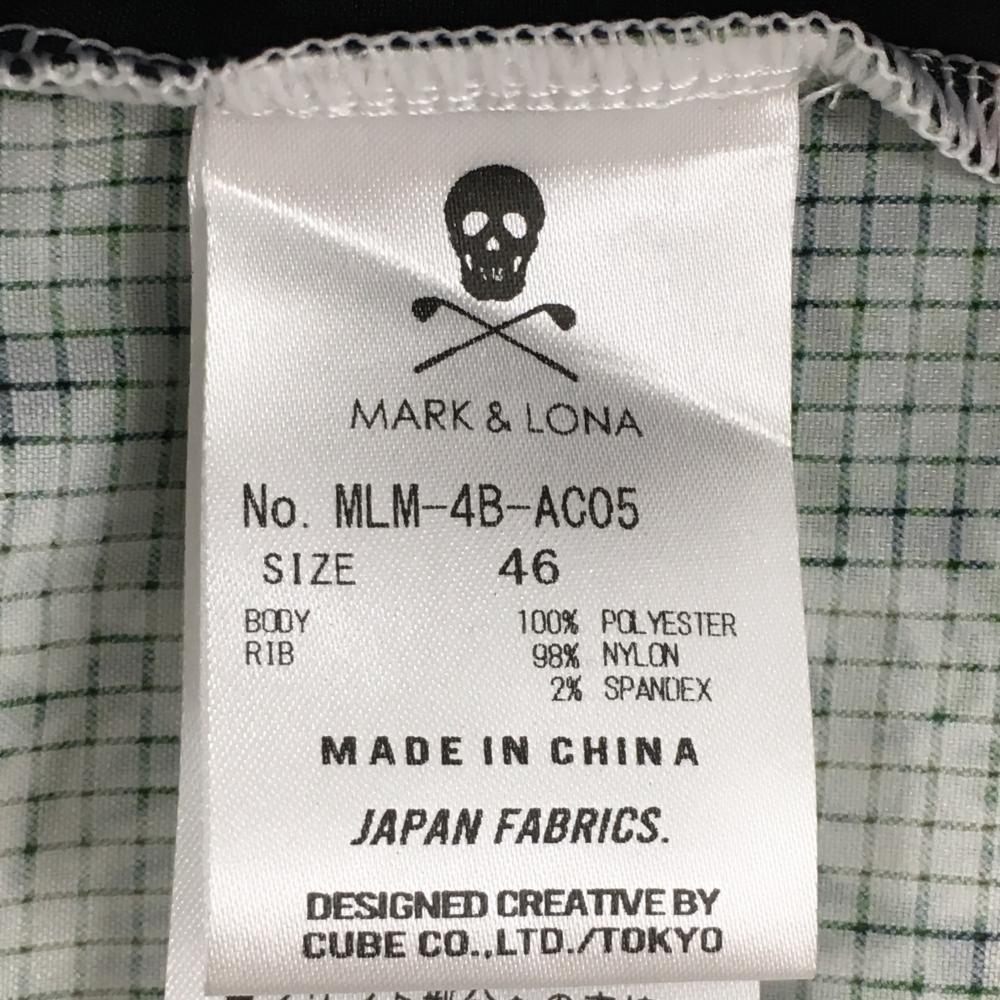 MARK & LONA
No. MLM-4B-AC05
SIZE 46
BODY 100% POLYESTER
RIB 98% NYLON
2% SPANDEX
MADE IN CHINA
JAPAN FABRICS.
DESIGNED CREATIVE BY
CUBE CO.,LTD./TOKYO